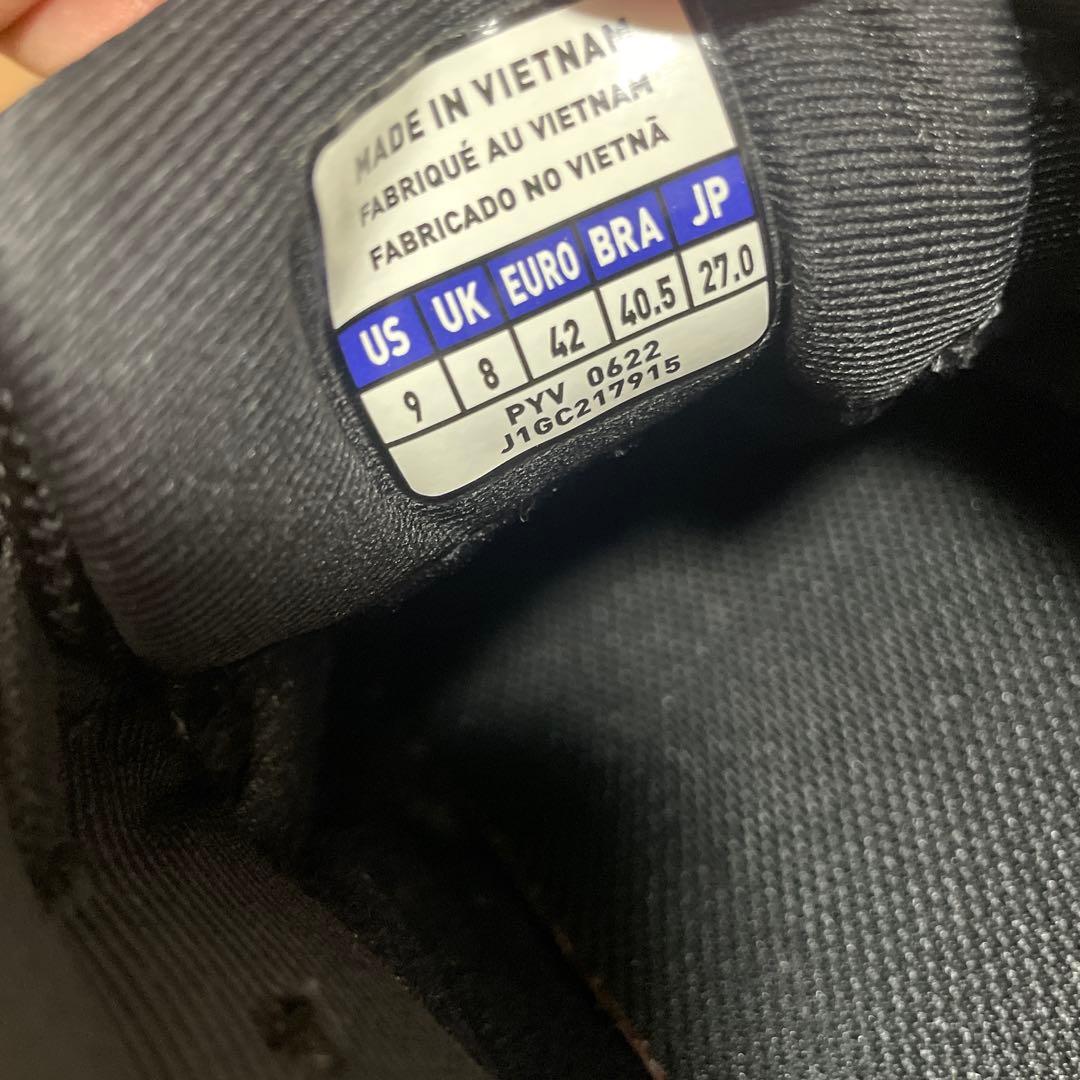 MADE IN VIETNAM
FABRIQUÉ AU VIETNAM
FABRICADO NO VIETNÃ
US UK EURO BRA JP
9 8 42 40.5 27.0
PYV 0622
J1GC217915